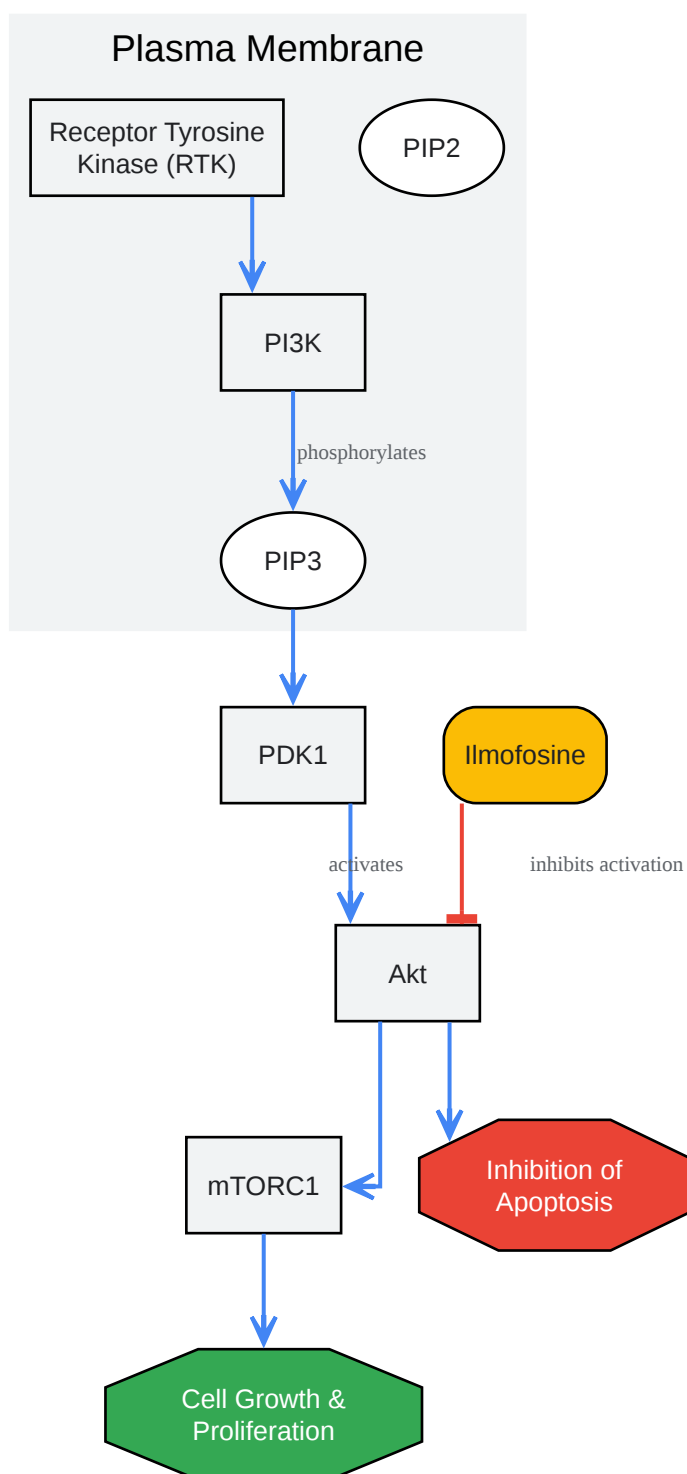 Plasma Membrane
Receptor Tyrosine
Kinase (RTK)
PIP2
PI3K
phosphorylates
PIP3
PDK1
Ilmofosine
activates
inhibits activation
Akt
mTORC1
Inhibition of
Apoptosis
Cell Growth &
Proliferation